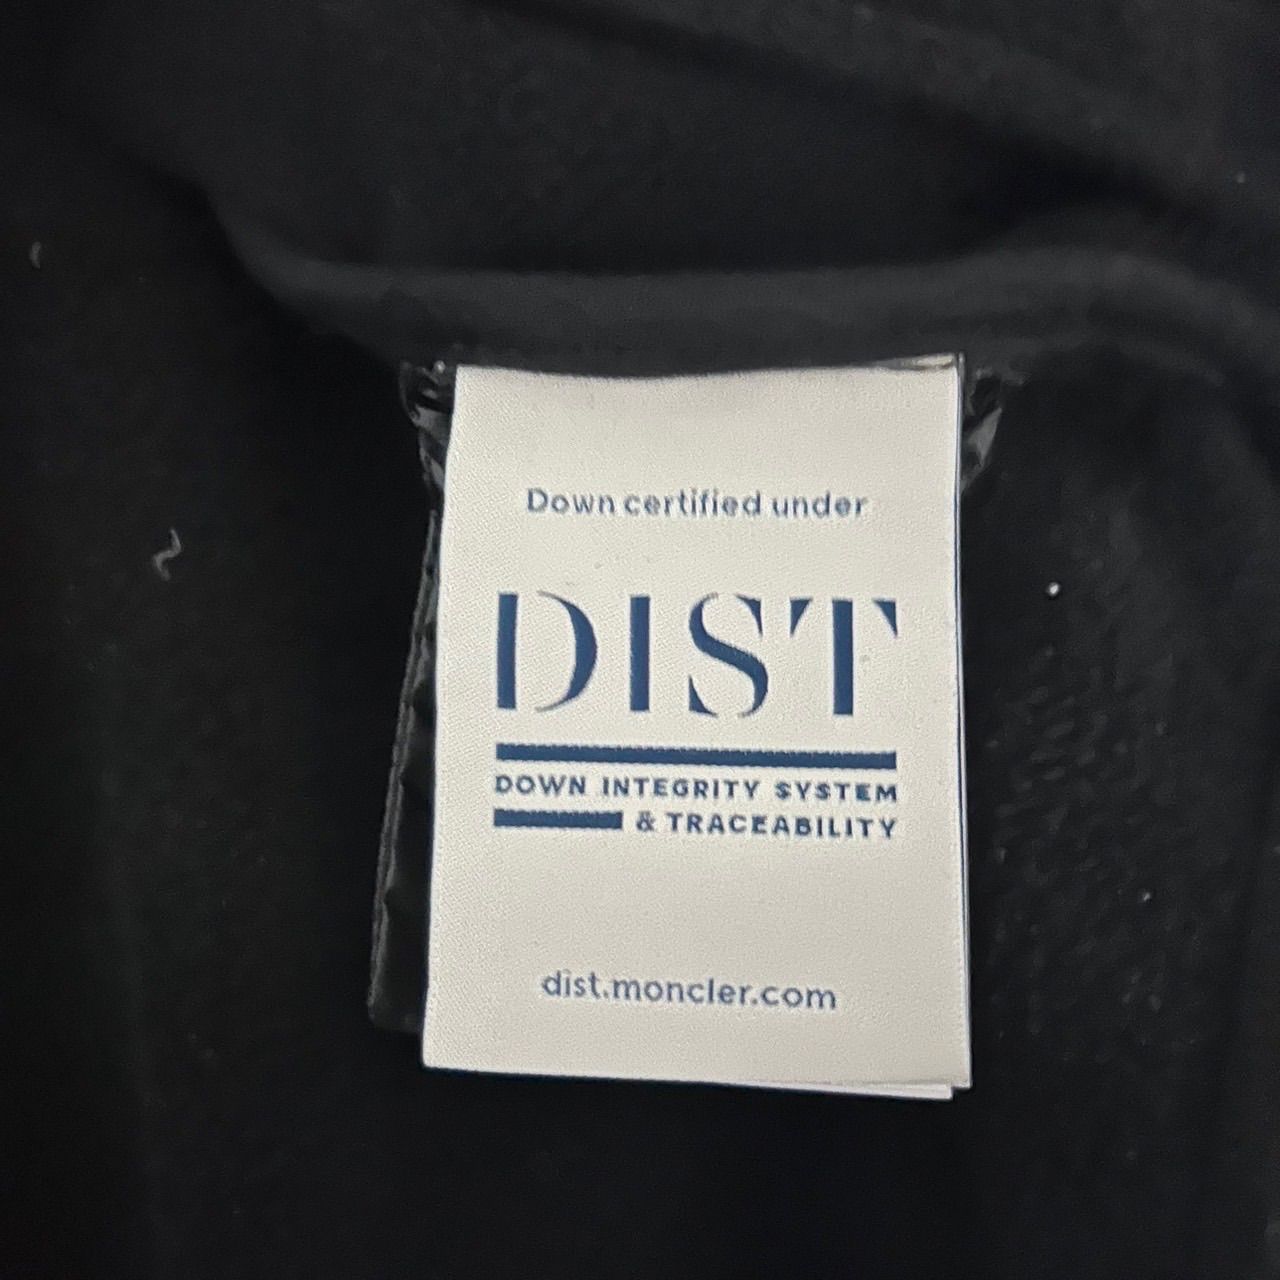 Down certified under
DIST
DOWN INTEGRITY SYSTEM
& TRACEABILITY
dist.moncler.com